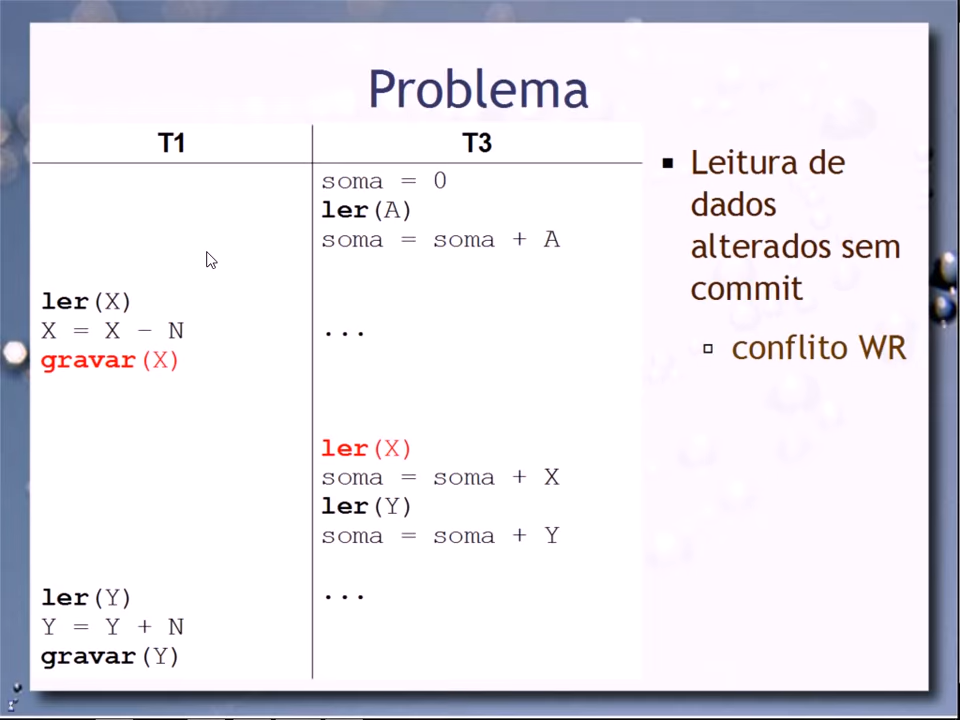 Problema
T1 T3
soma = 0
ler(A)
soma = soma + A
ler(X)
X = X - N ...
gravar(X)
ler(X)
soma = soma + X
ler(Y)
soma = soma + Y
ler(Y) ...
Y = Y + N
gravar(Y)
Leitura de
dados
alterados sem
commit
conflito WR